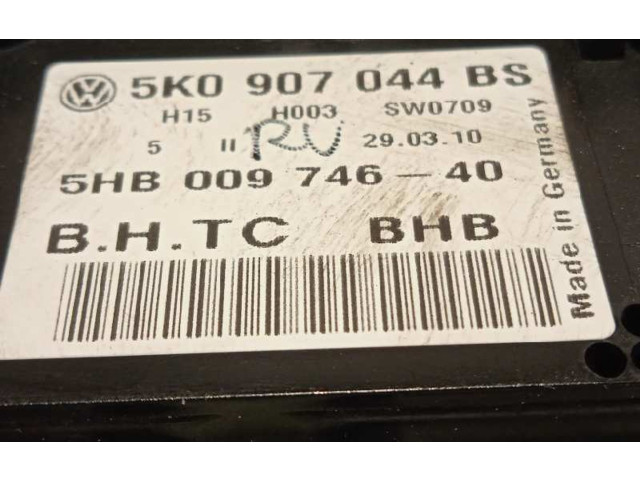 5K0 907 044 BS
H15 H003 SW0709
5 II RU 29.03.10
5HB 009 746-40
B.H.TC BHB
Made in Germany